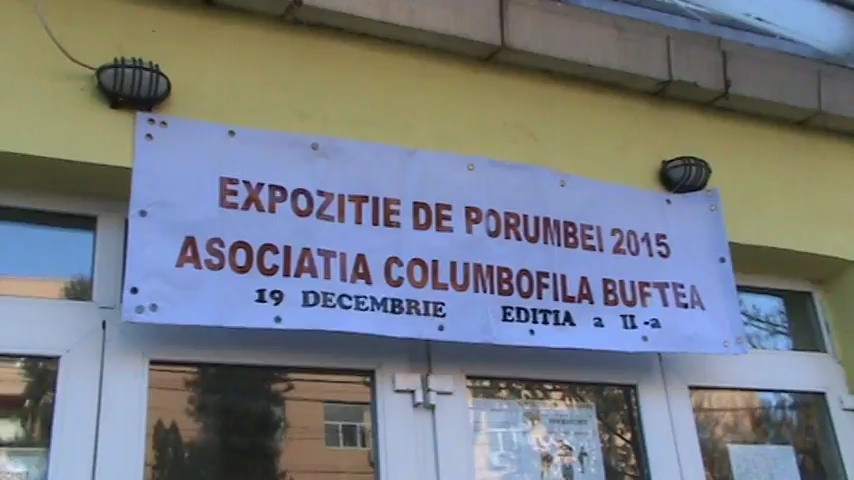 EXPOZITIE DE PORUMBEI 2015
ASOCIATIA COLUMBOFILA BUFTEA
19 DECEMBRIE EDITIA a II-a